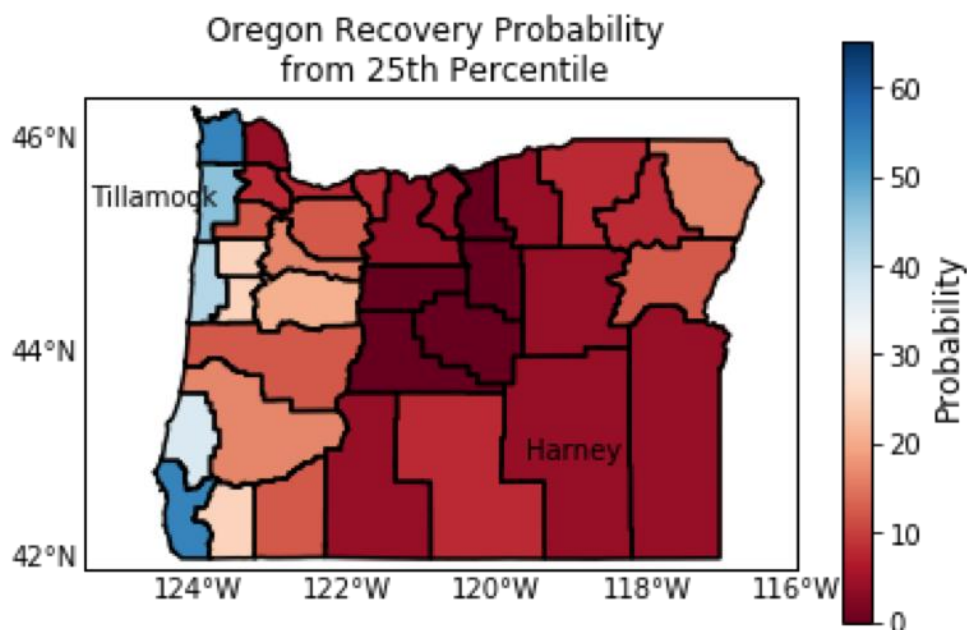 Oregon Recovery Probability
from 25th Percentile
46°N
44°N
42°N
124°W
122°W
120°W
118°W
116°W
Tillamook
Harney
60
50
40
30
20
10
0
Probability